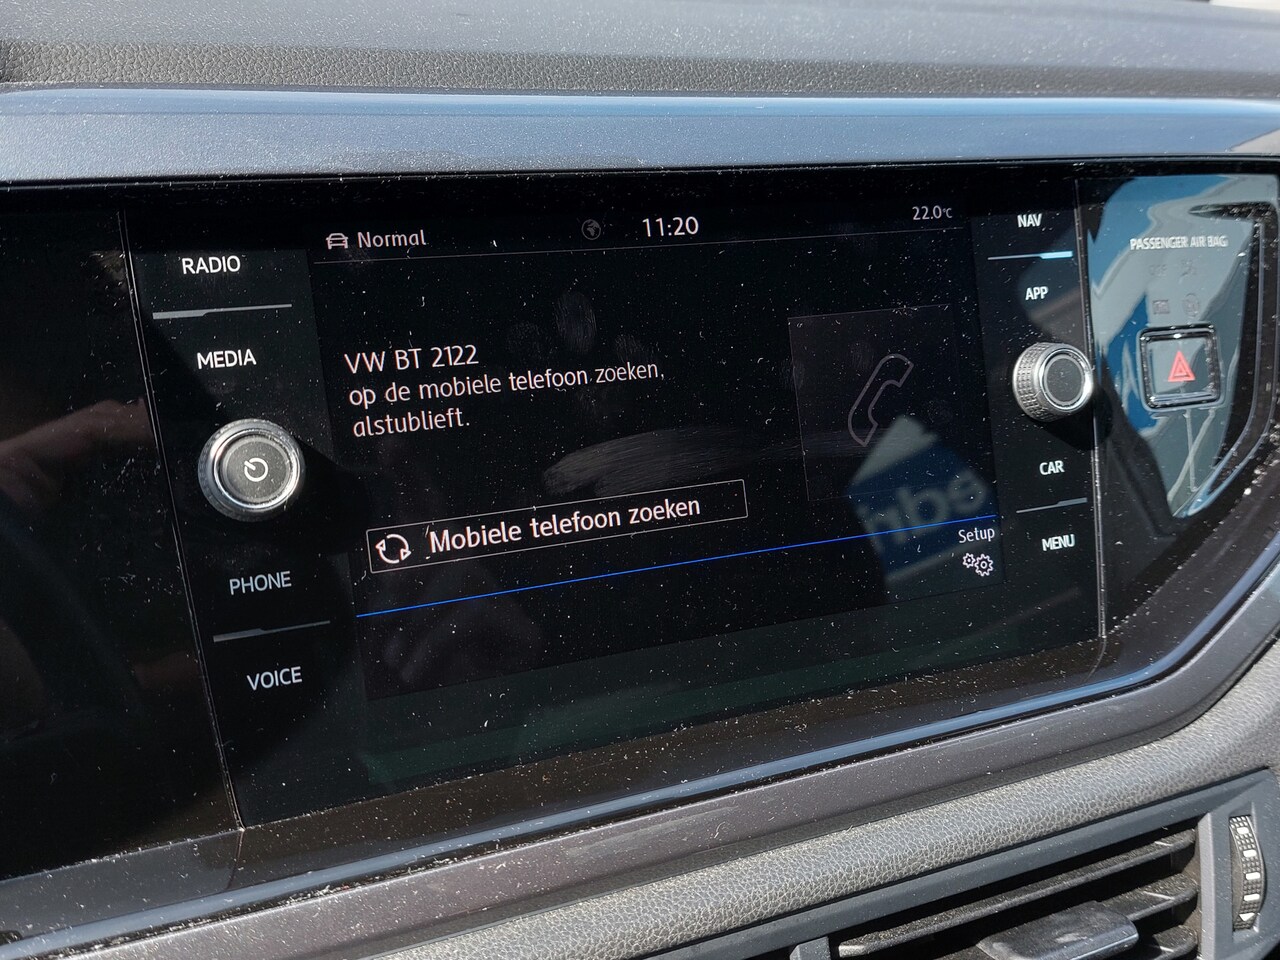 Normal
11:20
22.0°C
RADIO
MEDIA
PHONE
VOICE
VW BT 2122
op de mobiele telefoon zoeken,
alstublieft.
Mobiele telefoon zoeken
Setup
NAV
APP
CAR
MENU
PASSENGER AIR BAG